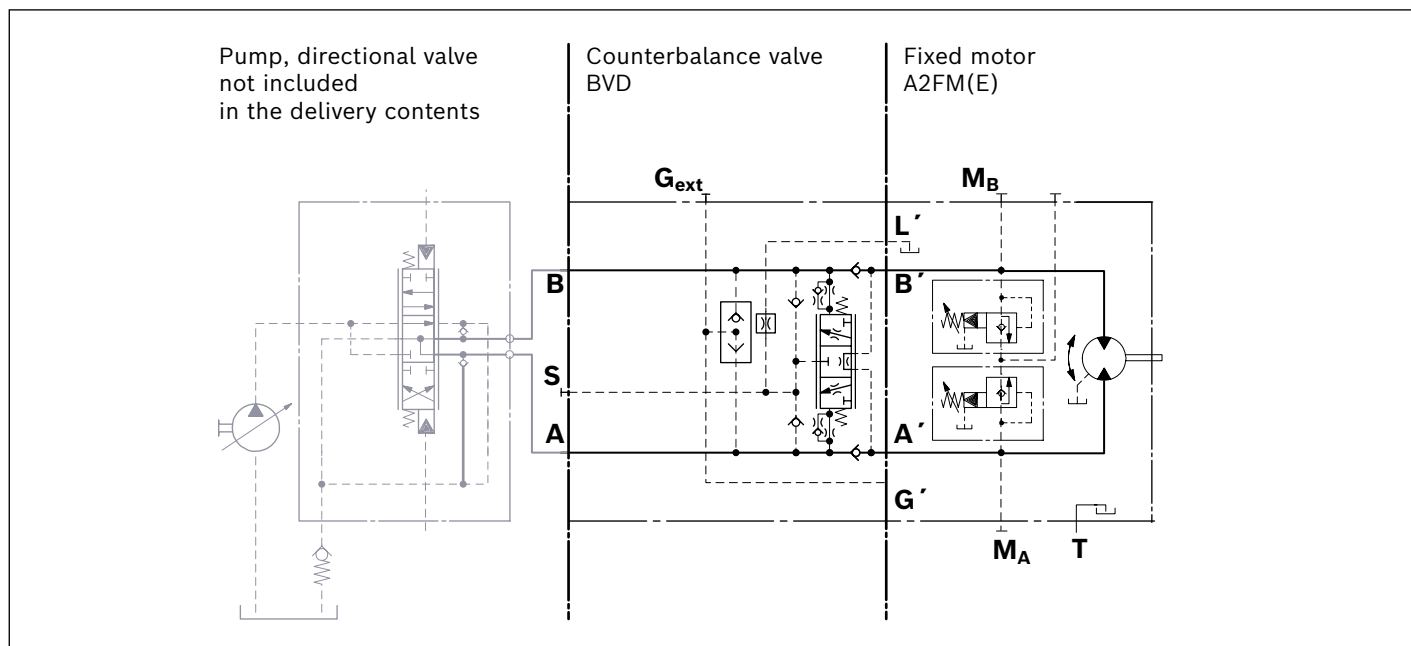 Pump, directional valve
not included
in the delivery contents
Counterbalance valve
BVD
Fixed motor
A2FM(E)
Gext
MB
L´
B
B´
S
A
A´
G´
MA
T